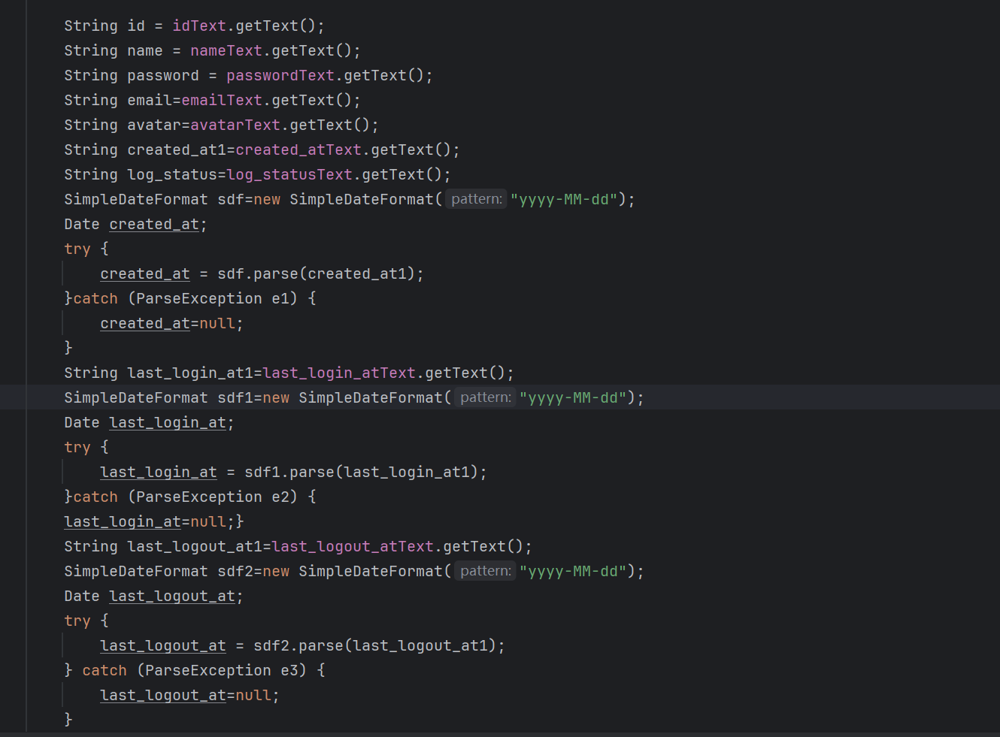 String id = idText.getText();
String name = nameText.getText();
String password = passwordText.getText();
String email=emailText.getText();
String avatar=avatarText.getText();
String created_at1=created_atText.getText();
String log_status=log_statusText.getText();
SimpleDateFormat sdf=new SimpleDateFormat( pattern: "yyyy-MM-dd");
Date created_at;
try {
    created_at = sdf.parse(created_at1);
}catch (ParseException e1) {
    created_at=null;
}
String last_login_at1=last_login_atText.getText();
SimpleDateFormat sdf1=new SimpleDateFormat( pattern: "yyyy-MM-dd");
Date last_login_at;
try {
    last_login_at = sdf1.parse(last_login_at1);
}catch (ParseException e2) {
last_login_at=null;}
String last_logout_at1=last_logout_atText.getText();
SimpleDateFormat sdf2=new SimpleDateFormat( pattern: "yyyy-MM-dd");
Date last_logout_at;
try {
    last_logout_at = sdf2.parse(last_logout_at1);
} catch (ParseException e3) {
    last_logout_at=null;
}